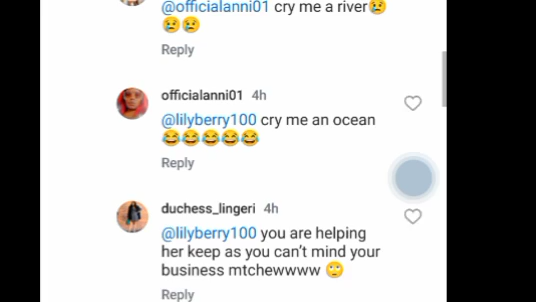 @officialanni01 cry me a river😢
😢😢
Reply
officialanni01 4h
@lilyberry100 cry me an ocean
😂😂😂😂😂
Reply
duchess_lingeri 4h
@lilyberry100 you are helping
her keep as you can't mind your
business mtchewwww 🙄
Reply